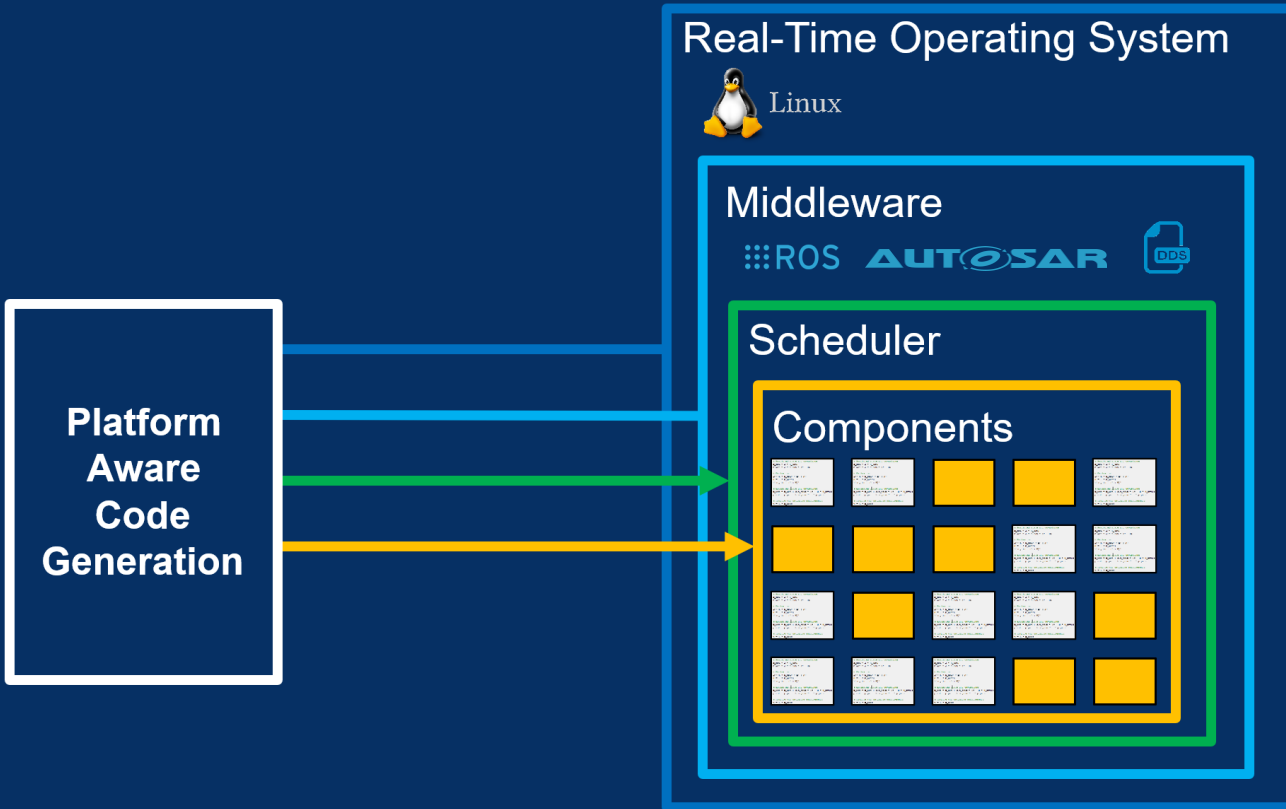 Real-Time Operating System
Linux
Middleware
ROS AUTOSAR DDS
Scheduler
Components
Platform
Aware
Code
Generation